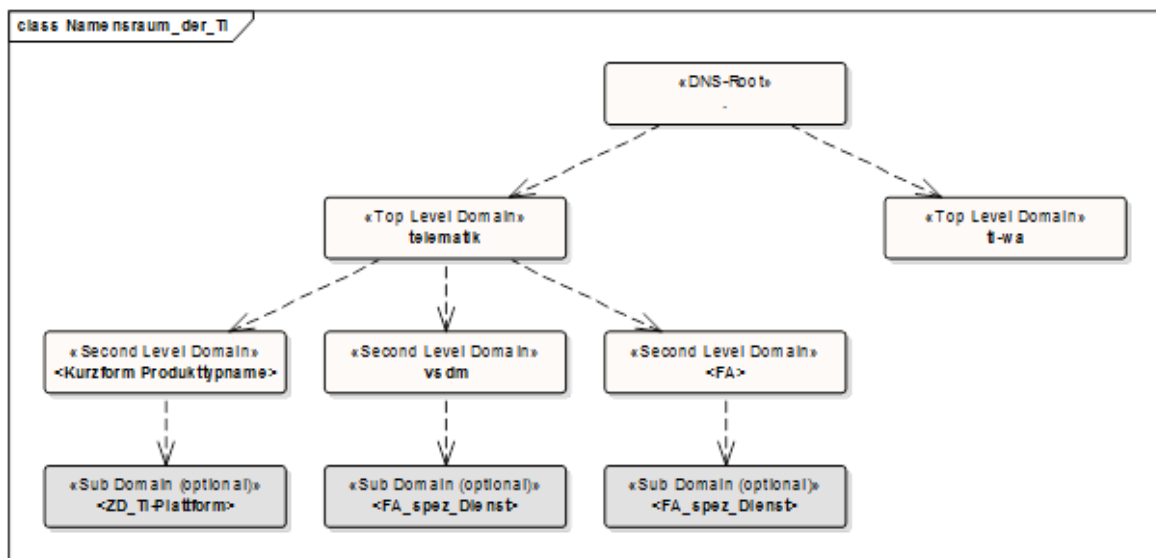 class Namensraum_der_TI
«DNS-Root»
.
«Top Level Domain»
telematik
«Top Level Domain»
ti-wa
«Second Level Domain»
<Kurzform Produkttypname>
«Second Level Domain»
vsdm
«Second Level Domain»
<FA>
«Sub Domain (optional)»
<ZD_TI-Plattform>
«Sub Domain (optional)»
<FA_spez_Dienst>
«Sub Domain (optional)»
<FA_spez_Dienst>